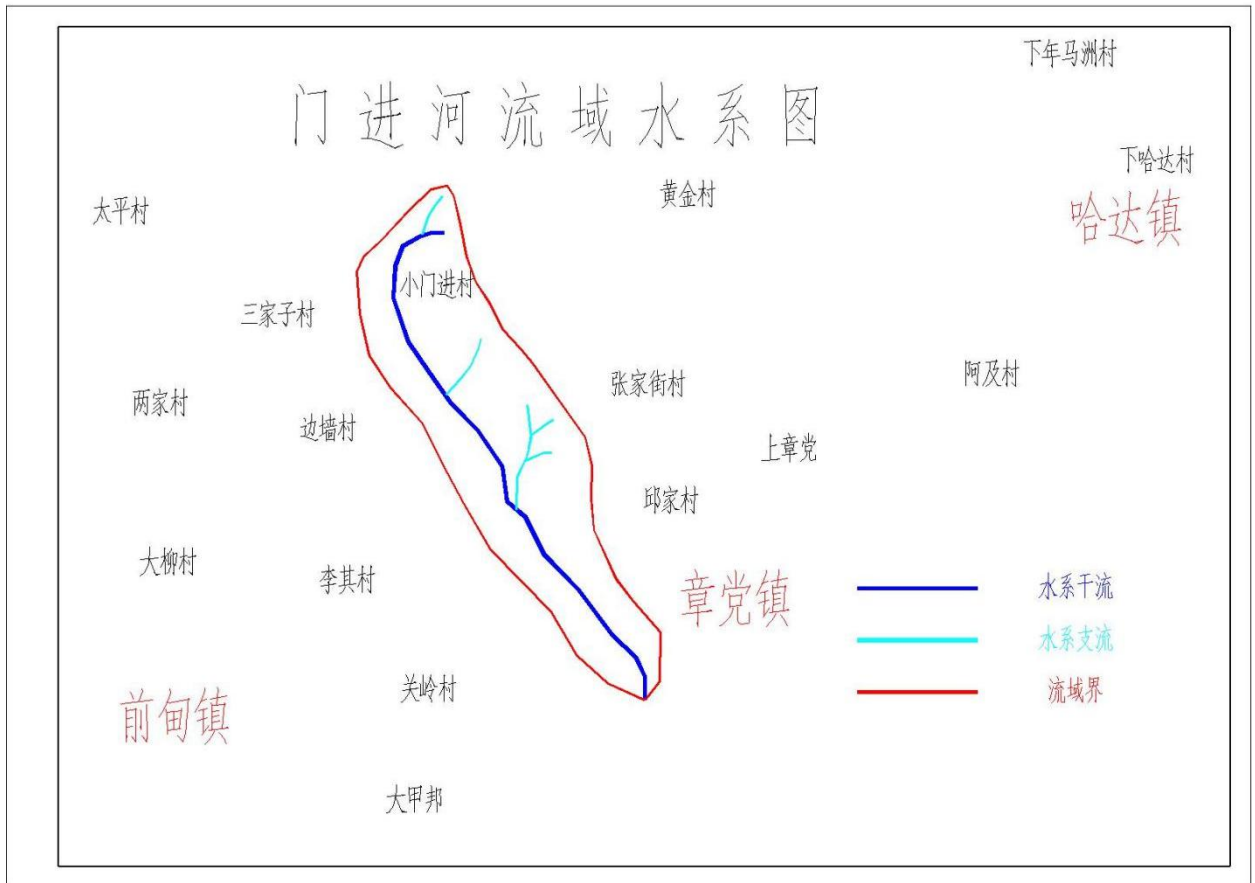 下年马洲村
门进河流域水系图
下哈达村
黄金村
太平村
哈达镇
小门进村
三家子村
张家街村
阿及村
两家村
边墙村
上章党
邱家村
大柳村
李其村
章党镇
水系干流
水系支流
关岭村
流域界
前甸镇
大甲邦